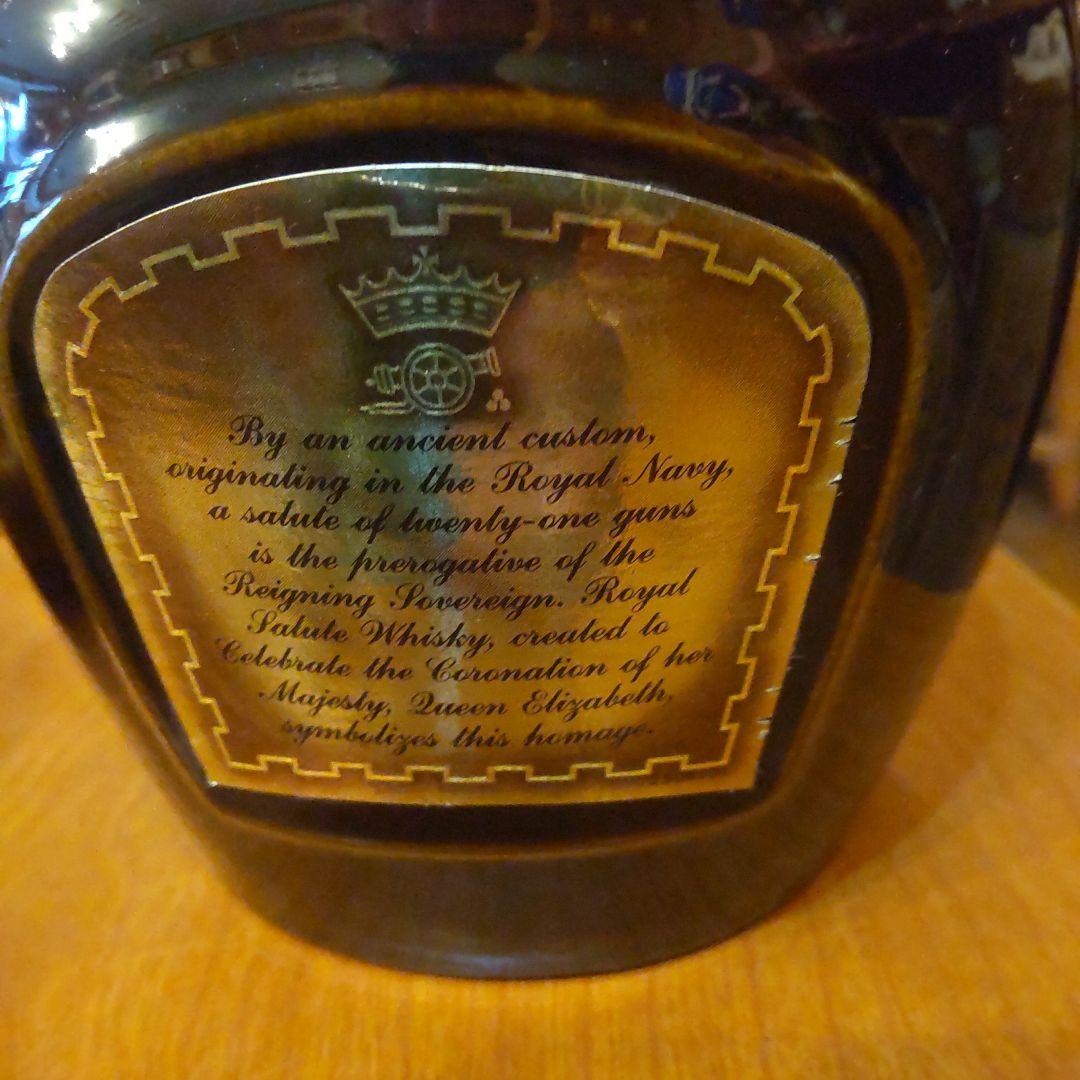 By an ancient custom,
originating in the Royal Navy,
a salute of twenty-one guns
is the prerogative of the
Reigning Sovereign. Royal
Salute Whisky, created to
Celebrate the Coronation of her
Majesty, Queen Elizabeth,
symbolizes this homage.